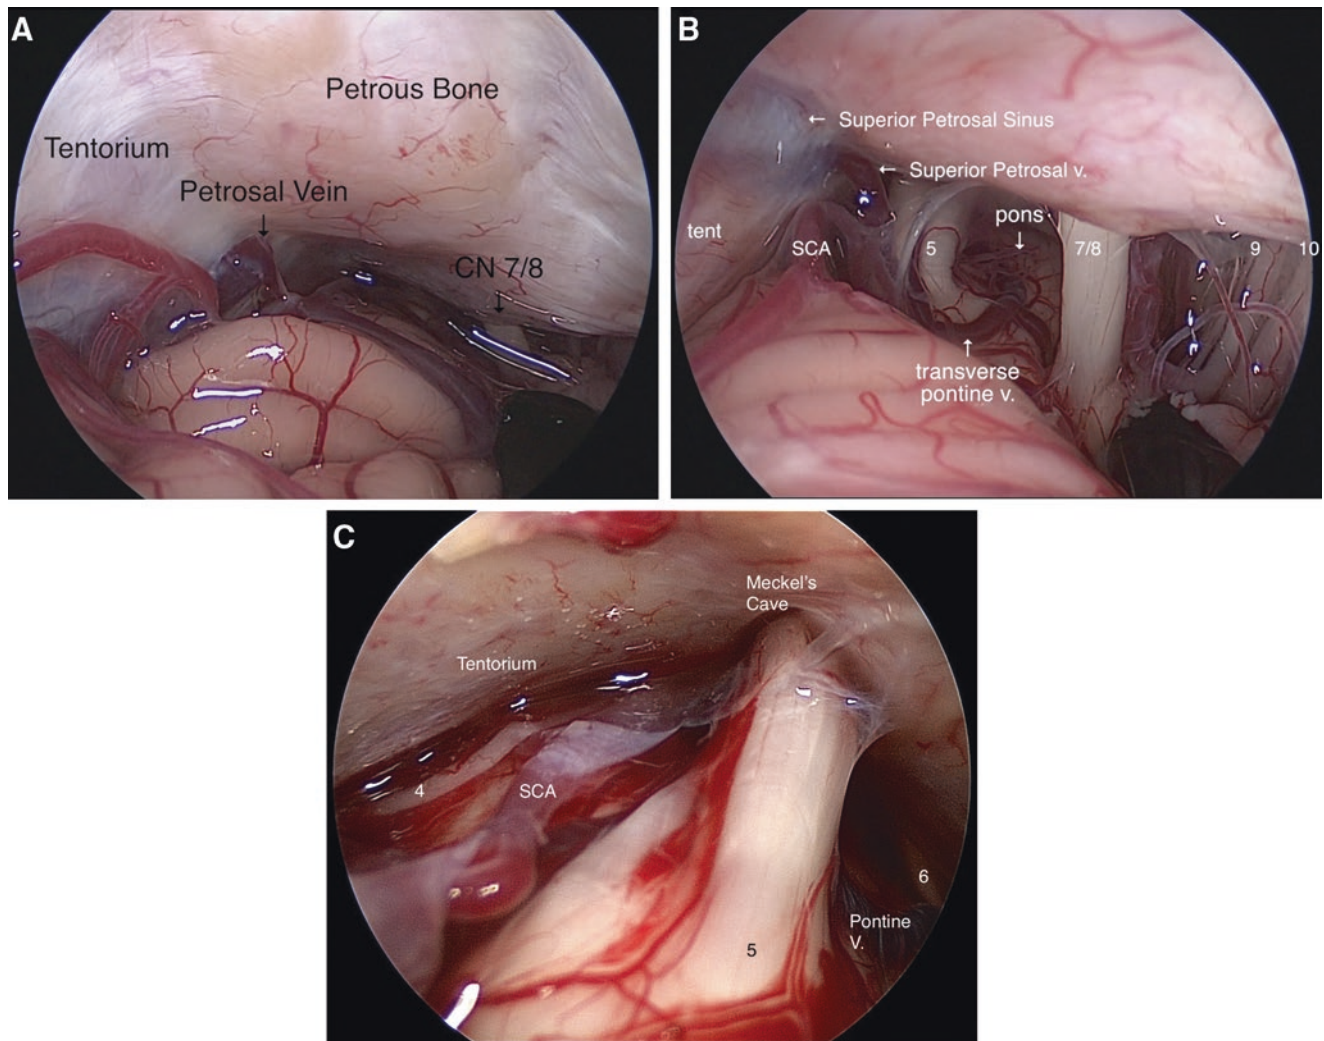 A
Petrous Bone
Tentorium
Petrosal Vein
CN 7/8
B
← Superior Petrosal Sinus
← Superior Petrosal v.
pons
tent
SCA
5
7/8
9
10
transverse
pontine v.
C
Meckel's
Cave
Tentorium
4
SCA
6
Pontine
V.
5